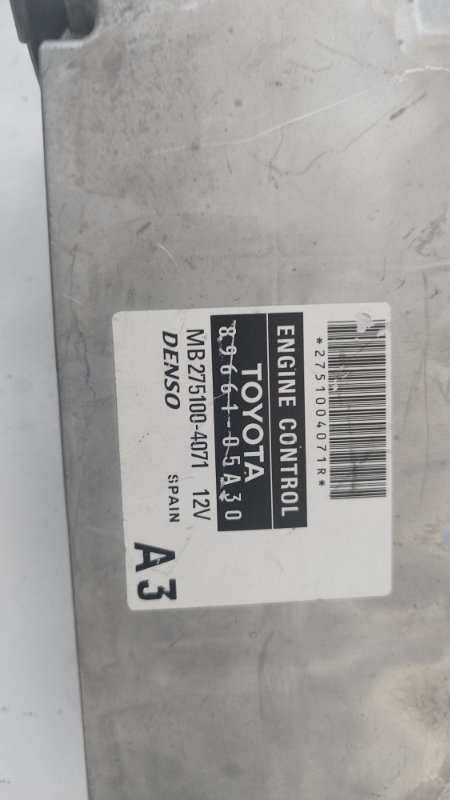 *2751004071R*
ENGINE CONTROL
TOYOTA
89661-05A30
MB275100-4071 12V
DENSO SPAIN
A3